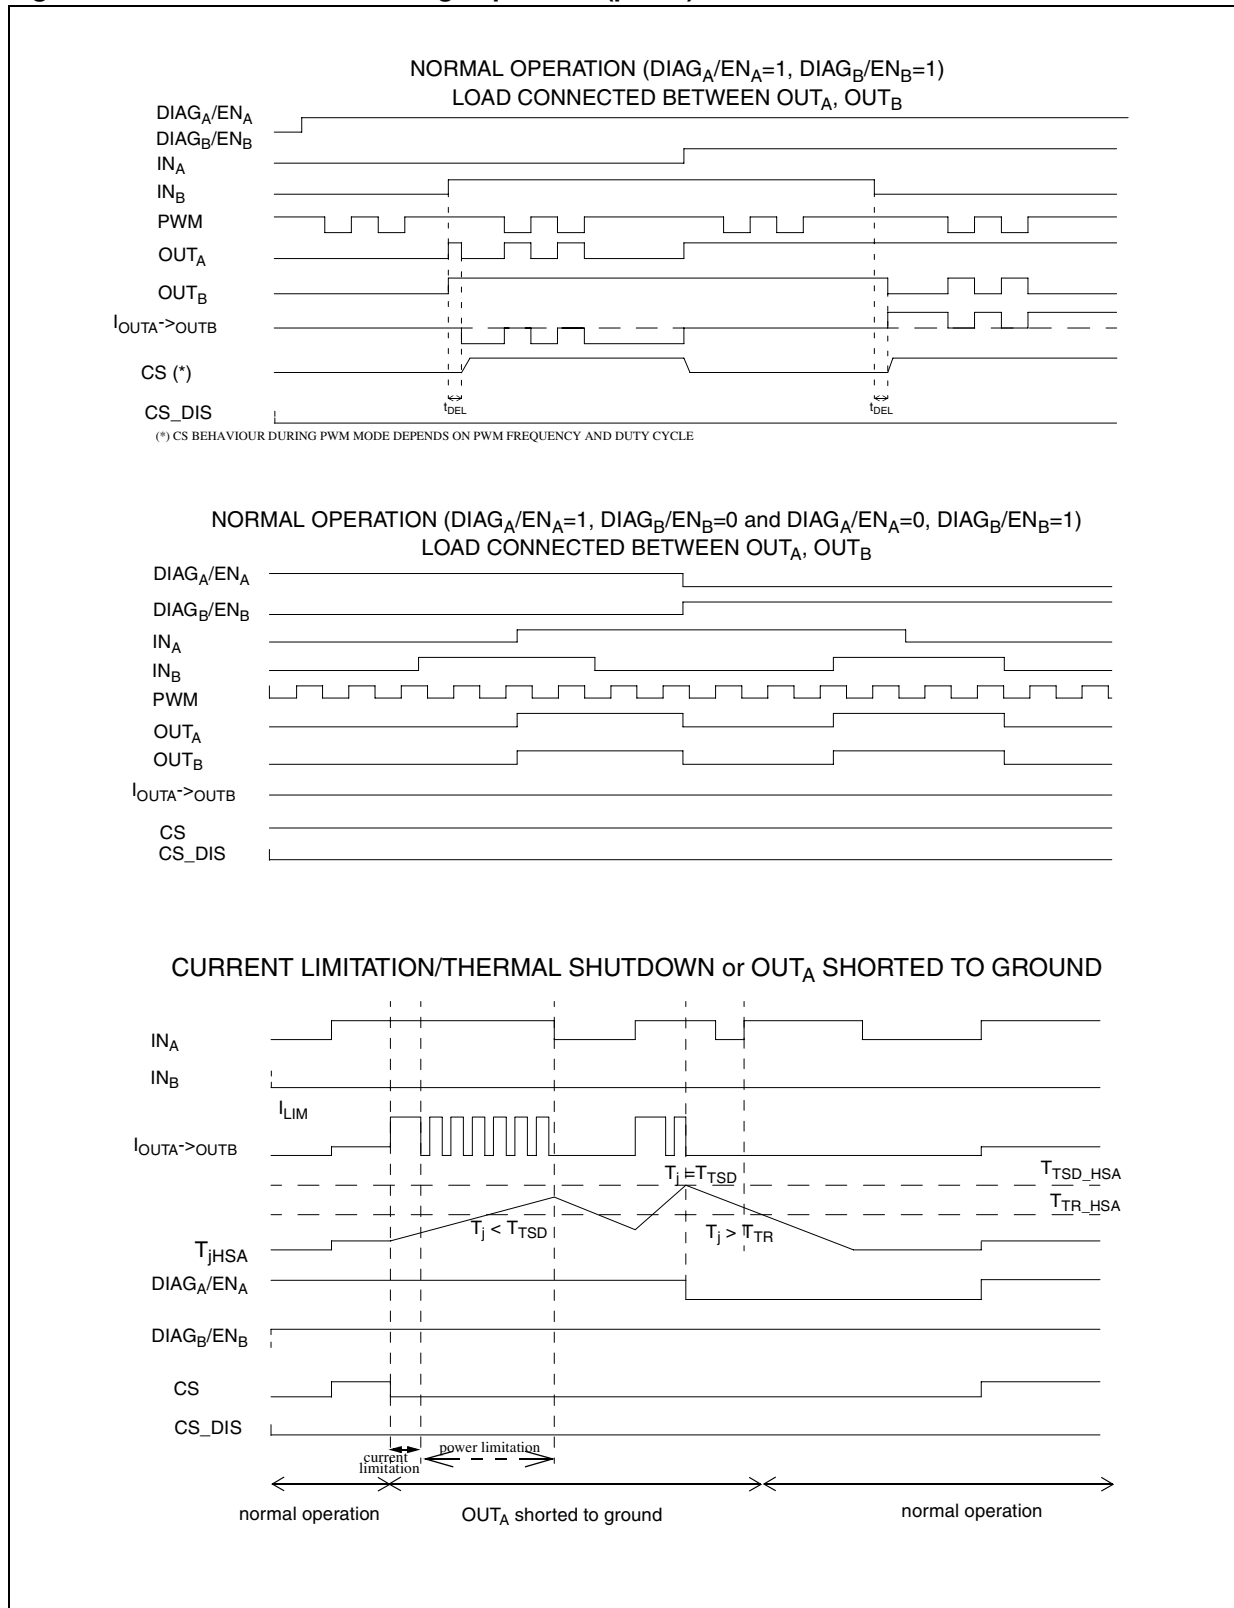 NORMAL OPERATION (DIAGA/ENA=1, DIAGB/ENB=1)
LOAD CONNECTED BETWEEN OUTA, OUTB
DIAGA/ENA
DIAGB/ENB
INA
INB
PWM
OUTA
OUTB
IOUTA->OUTB
CS (*)
tDEL
tDEL
CS_DIS
(*) CS BEHAVIOUR DURING PWM MODE DEPENDS ON PWM FREQUENCY AND DUTY CYCLE
NORMAL OPERATION (DIAGA/ENA=1, DIAGB/ENB=0 and DIAGA/ENA=0, DIAGB/ENB=1)
LOAD CONNECTED BETWEEN OUTA, OUTB
DIAGA/ENA
DIAGB/ENB
INA
INB
PWM
OUTA
OUTB
IOUTA->OUTB
CS
CS_DIS
CURRENT LIMITATION/THERMAL SHUTDOWN or OUTA SHORTED TO GROUND
INA
INB
ILIM
IOUTA->OUTB
Tj =TTSD
TTSD_HSA
TTR_HSA
Tj < TTSD
Tj > TTR
TjHSA
DIAGA/ENA
DIAGB/ENB
CS
CS_DIS
current
limitation
power limitation
normal operation
OUTA shorted to ground
normal operation